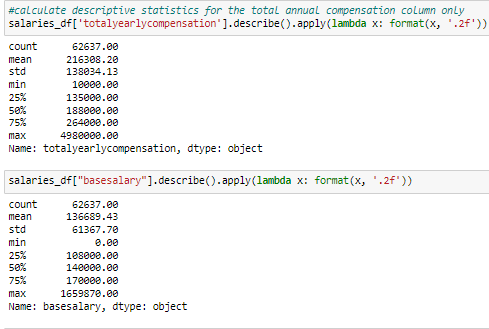 #calculate descriptive statistics for the total annual compensation column only
salaries_df['totalyearlycompensation'].describe().apply(lambda x: format(x, '.2f'))
count 62637.00
mean 216308.20
std 138034.13
min 10000.00
25% 135000.00
50% 188000.00
75% 264000.00
max 4980000.00
Name: totalyearlycompensation, dtype: object
salaries_df["basesalary"].describe().apply(lambda x: format(x, '.2f'))
count 62637.00
mean 136689.43
std 61367.70
min 0.00
25% 108000.00
50% 140000.00
75% 170000.00
max 1659870.00
Name: basesalary, dtype: object